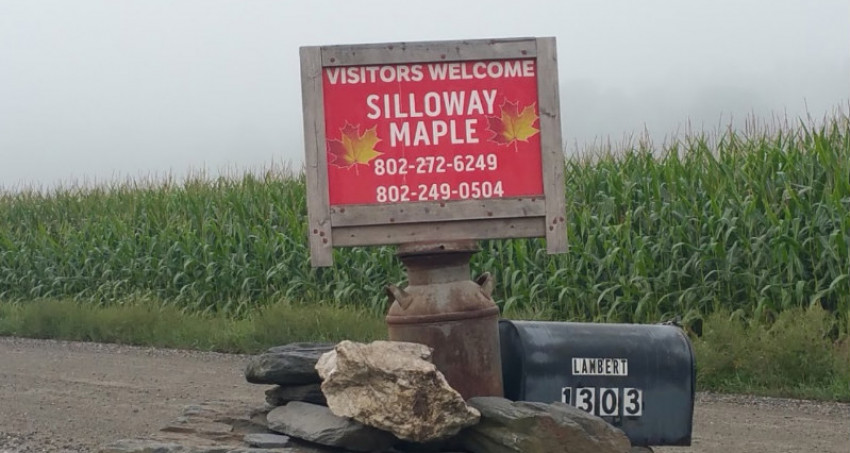 VISITORS WELCOME
SILLOWAY
MAPLE
802-272-6249
802-249-0504
LAMBERT
1303